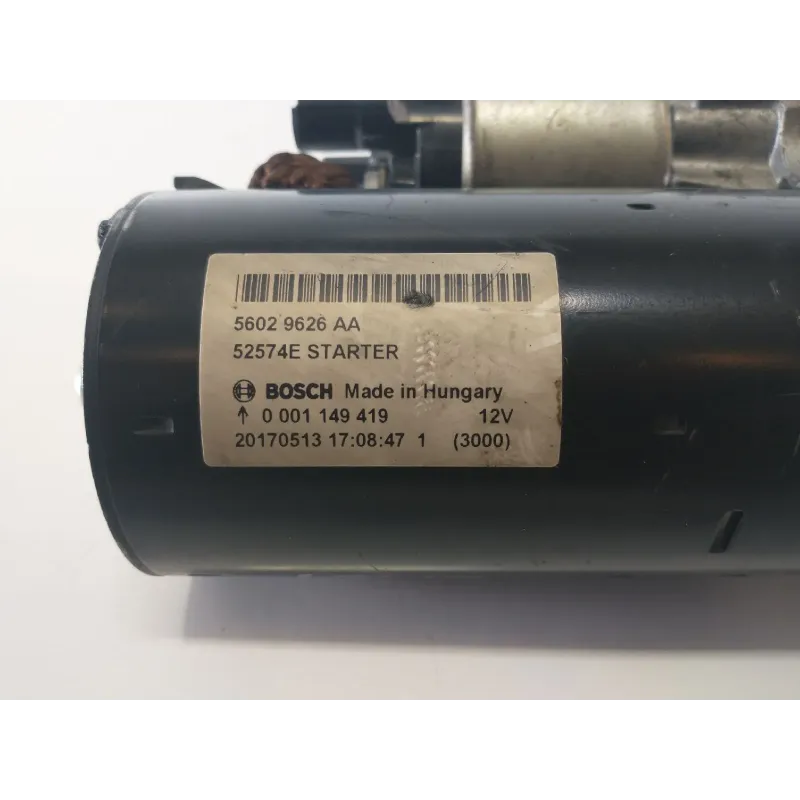 5602 9626 AA
52574E STARTER
BOSCH Made in Hungary
↑ 0 001 149 419 12V
20170513 17:08:47 1 (3000)